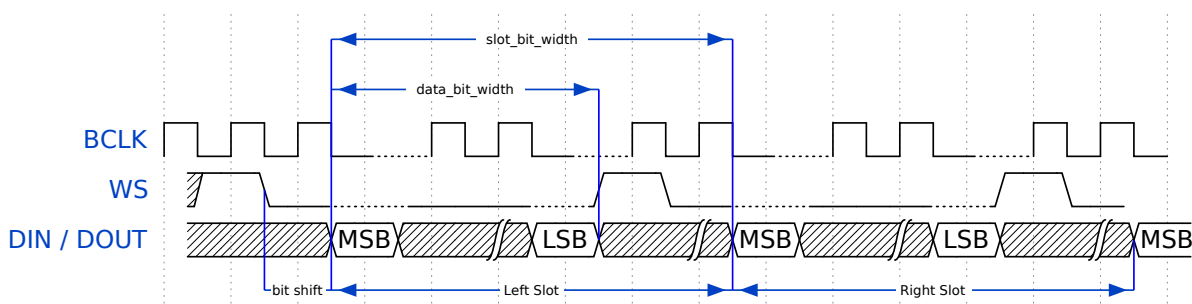 slot_bit_width
data_bit_width
BCLK
WS
DIN / DOUT MSB LSB MSB LSB MSB
bit shift Left Slot Right Slot